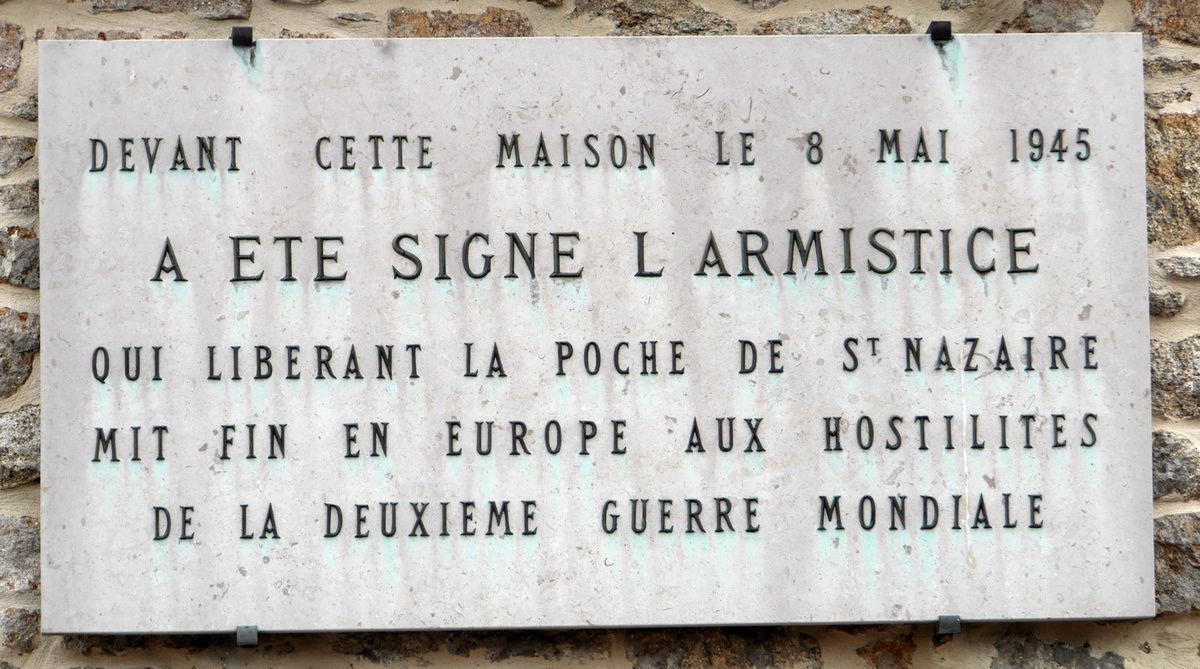 DEVANT CETTE MAISON LE 8 MAI 1945
A ETE SIGNE L ARMISTICE
QUI LIBERANT LA POCHE DE ST NAZAIRE
MIT FIN EN EUROPE AUX HOSTILITES
DE LA DEUXIEME GUERRE MONDIALE